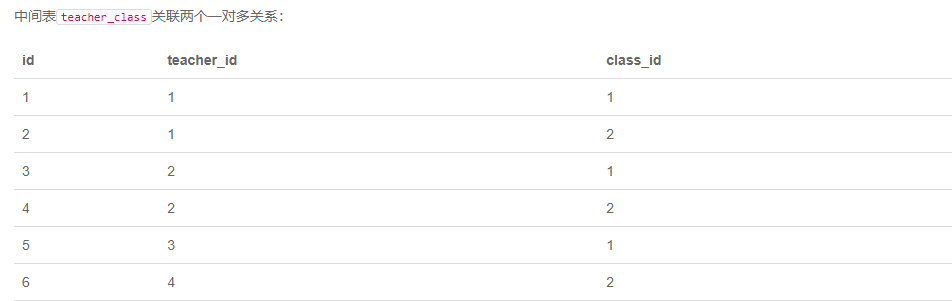 中间表teacher_class关联两个一对多关系：
id teacher_id class_id
1 1 1
2 1 2
3 2 1
4 2 2
5 3 1
6 4 2